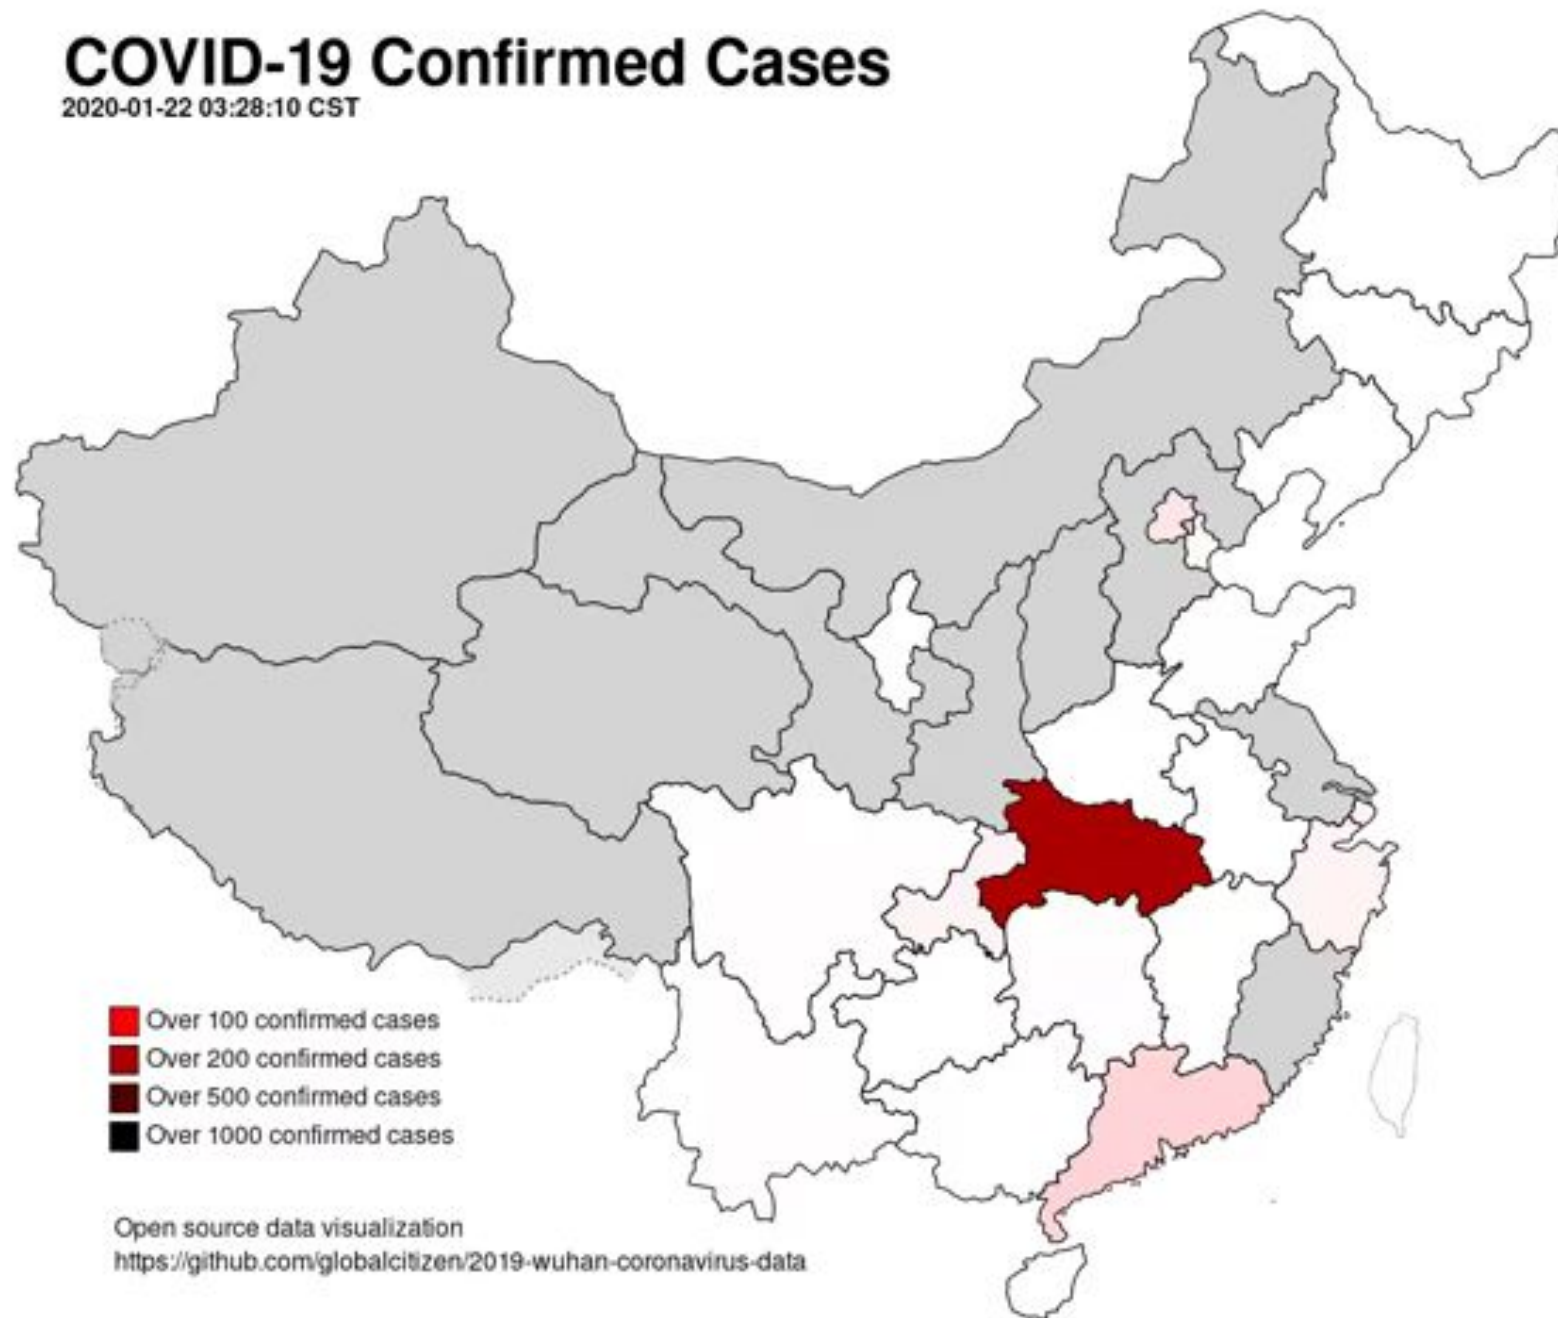 COVID-19 Confirmed Cases
2020-01-22 03:28:10 CST
Over 100 confirmed cases
Over 200 confirmed cases
Over 500 confirmed cases
Over 1000 confirmed cases
Open source data visualization
https://github.com/globalcitizen/2019-wuhan-coronavirus-data